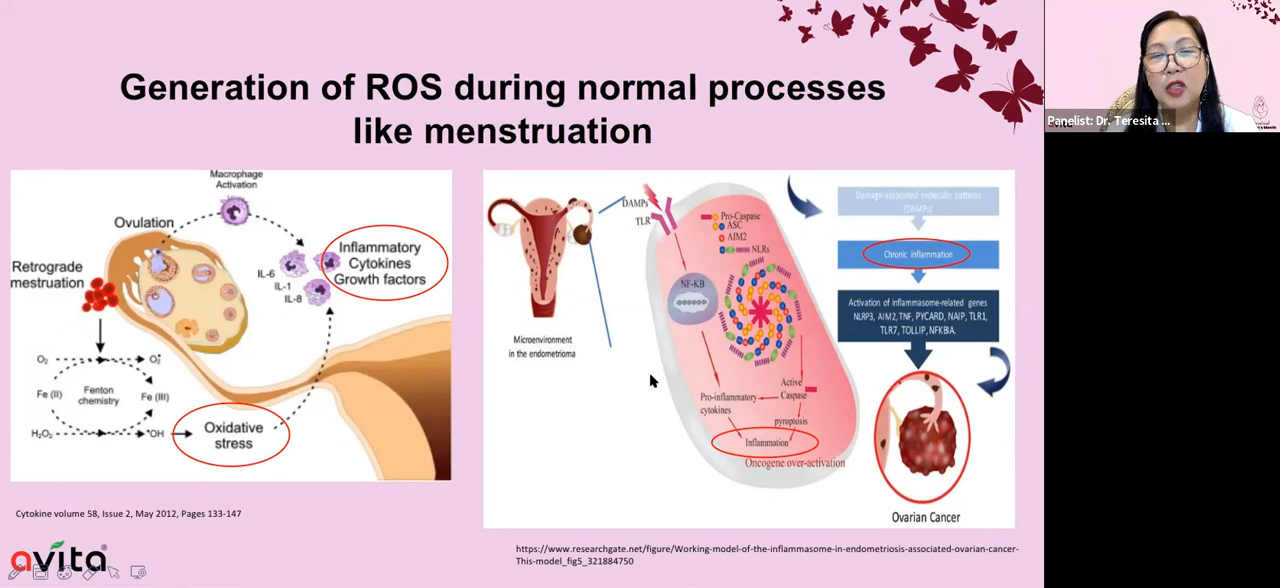 Generation of ROS during normal processes
like menstruation
Panelist: Dr. Teresita ...
Macrophage
Activation
Ovulation
Retrograde
mestruation
Inflammatory
Cytokines
Growth factors
IL-6
IL-1
IL-8
O₂
Fe (II)
Fenton
chemistry
Fe (III)
H₂O₂
•OH
Oxidative
stress
Cytokine volume 58, Issue 2, May 2012, Pages 133-147
avita®
Microenvironment
in the endometrioma
DAMPs
TLR
Pro-Caspase
ASC
AIM2
NLRs
NF-KB
Pro-inflammatory
cytokines
Active
Caspase
pyroptosis
Inflammation
Oncogene over-activation
Damage-associated molecular patterns
(DAMPs)
Chronic inflammation
Activation of inflammasome-related genes
NLRP3, AIM2, TNF, PYCARD, NAIP, TLR1,
TLR7, TOLLIP, NFKBIA.
Ovarian Cancer
https://www.researchgate.net/figure/Working-model-of-the-inflammasome-in-endometriosis-associated-ovarian-cancer-
This-model_fig5_321884750